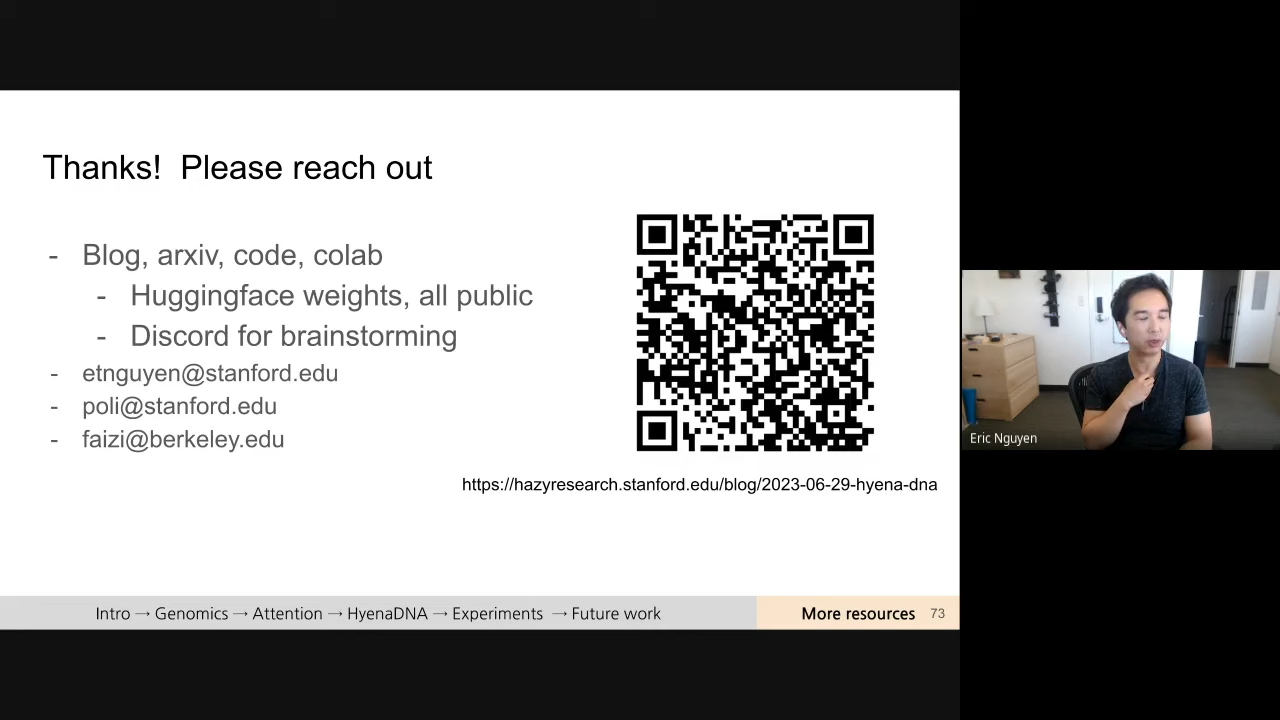 Thanks!  Please reach out
- Blog, arxiv, code, colab
- Huggingface weights, all public
- Discord for brainstorming
- etnguyen@stanford.edu
- poli@stanford.edu
- faizi@berkeley.edu
https://hazyresearch.stanford.edu/blog/2023-06-29-hyena-dna
Intro → Genomics → Attention → HyenaDNA → Experiments → Future work
More resources 73
Eric Nguyen